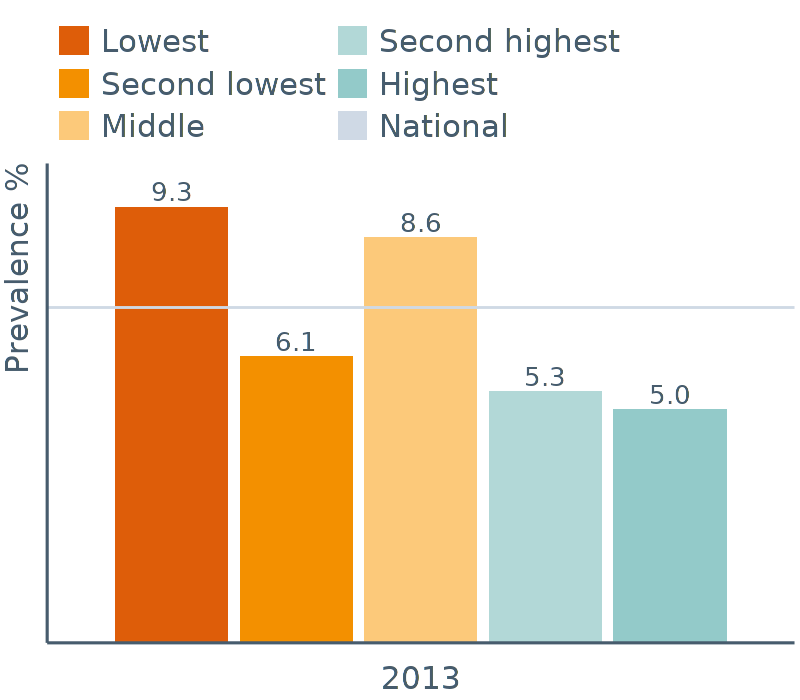 Lowest
Second lowest
Middle
Second highest
Highest
National
Prevalence %
9.3
6.1
8.6
5.3
5.0
2013